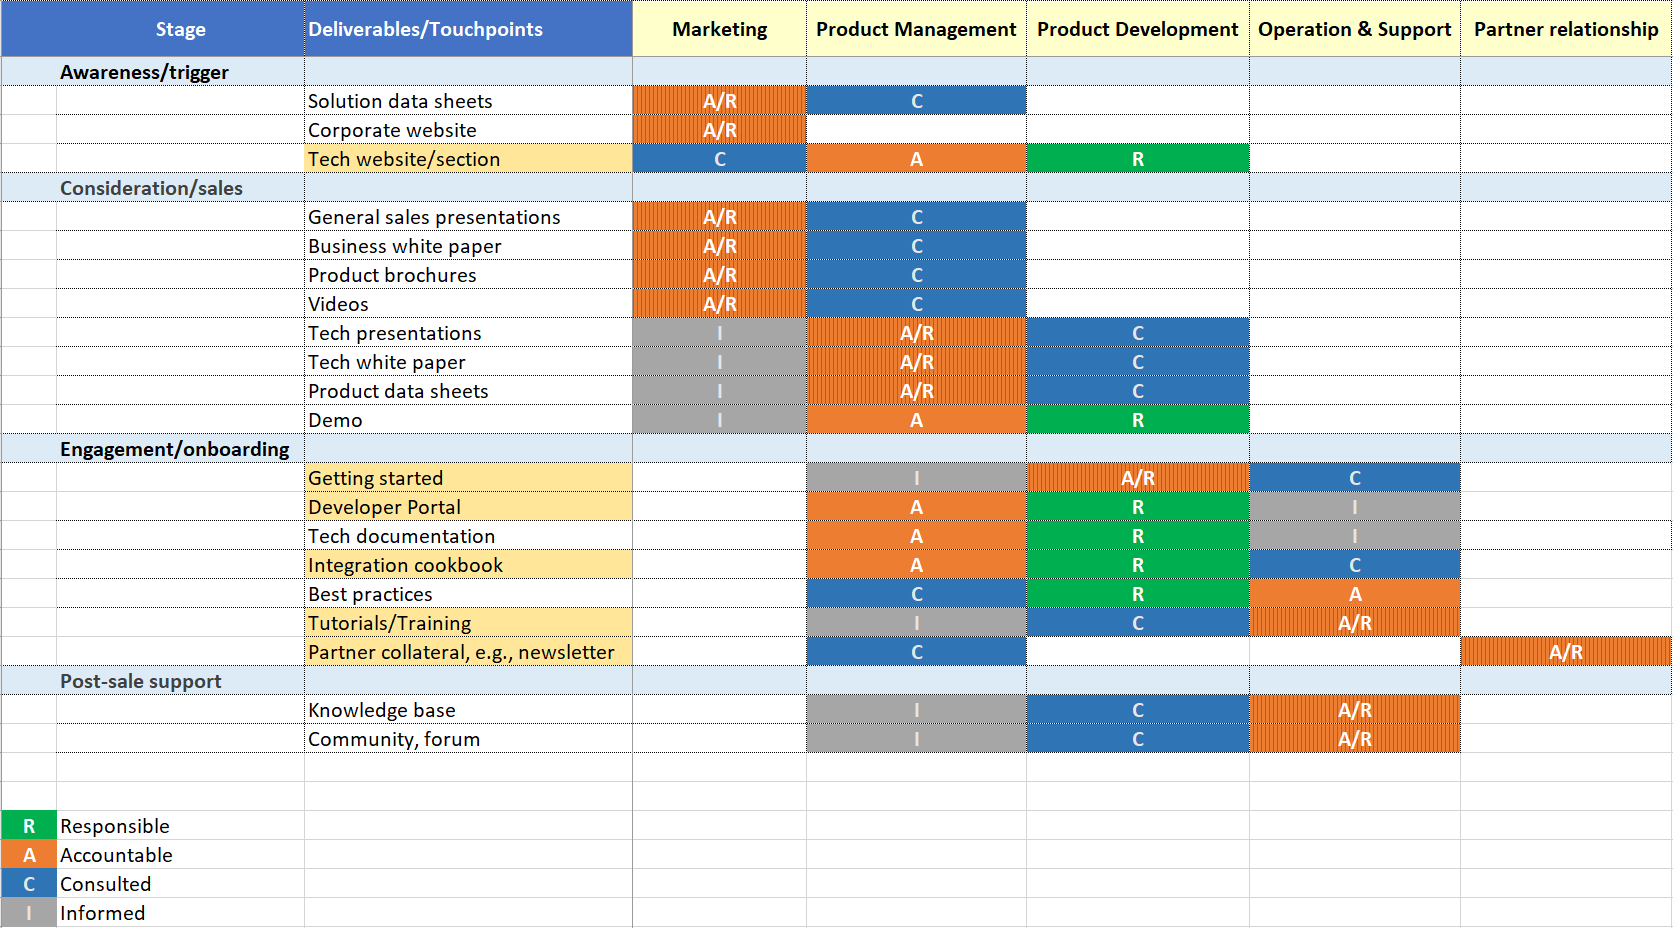 Stage Deliverables/Touchpoints Marketing Product Management Product Development Operation & Support Partner relationship
Awareness/trigger
Solution data sheets A/R C
Corporate website A/R
Tech website/section C A R
Consideration/sales
General sales presentations A/R C
Business white paper A/R C
Product brochures A/R C
Videos A/R C
Tech presentations I A/R C
Tech white paper I A/R C
Product data sheets I A/R C
Demo I A R
Engagement/onboarding
Getting started I A/R C
Developer Portal A R I
Tech documentation A R I
Integration cookbook A R C
Best practices C R A
Tutorials/Training I C A/R
Partner collateral, e.g., newsletter C A/R
Post-sale support
Knowledge base I C A/R
Community, forum I C A/R
R Responsible
A Accountable
C Consulted
I Informed